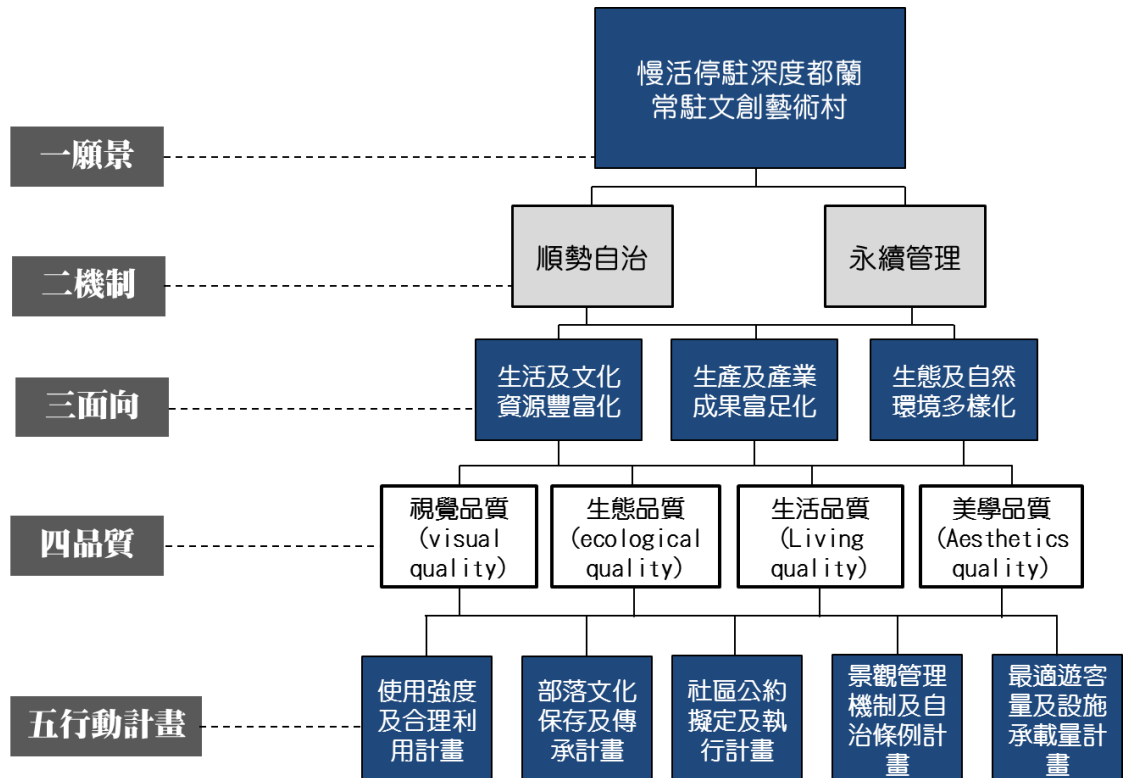 慢活停駐深度都蘭
常駐文創藝術村
一願景
順勢自治
永續管理
二機制
生活及文化
資源豐富化
生產及產業
成果富足化
生態及自然
環境多樣化
三面向
視覺品質
(visual
quality)
生態品質
(ecological
quality)
生活品質
(Living
quality)
美學品質
(Aesthetics
quality)
四品質
使用強度
及合理利
用計畫
部落文化
保存及傳
承計畫
社區公約
擬定及執
行計畫
景觀管理
機制及自
治條例計
畫
最適遊客
量及設施
承載量計
畫
五行動計畫